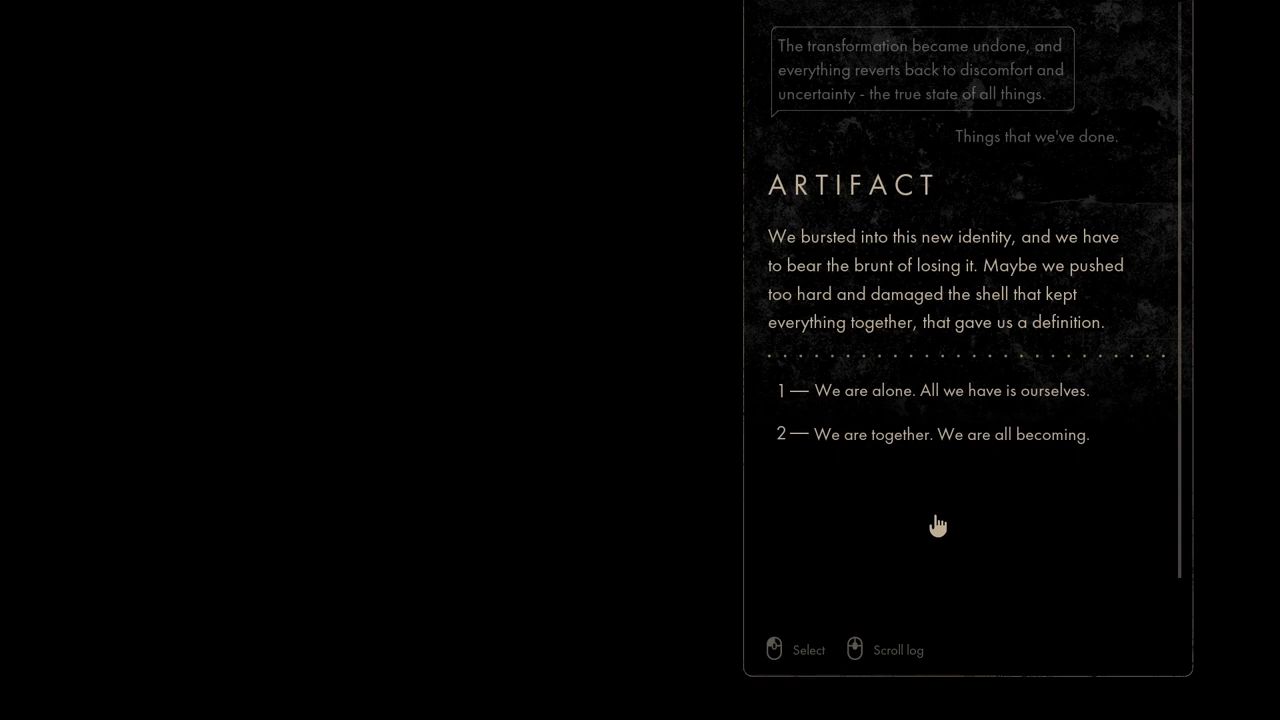 The transformation became undone, and
everything reverts back to discomfort and
uncertainty - the true state of all things.
Things that we've done.
ARTIFACT
We bursted into this new identity, and we have
to bear the brunt of losing it. Maybe we pushed
too hard and damaged the shell that kept
everything together, that gave us a definition.
1 — We are alone. All we have is ourselves.
2 — We are together. We are all becoming.
Select Scroll log